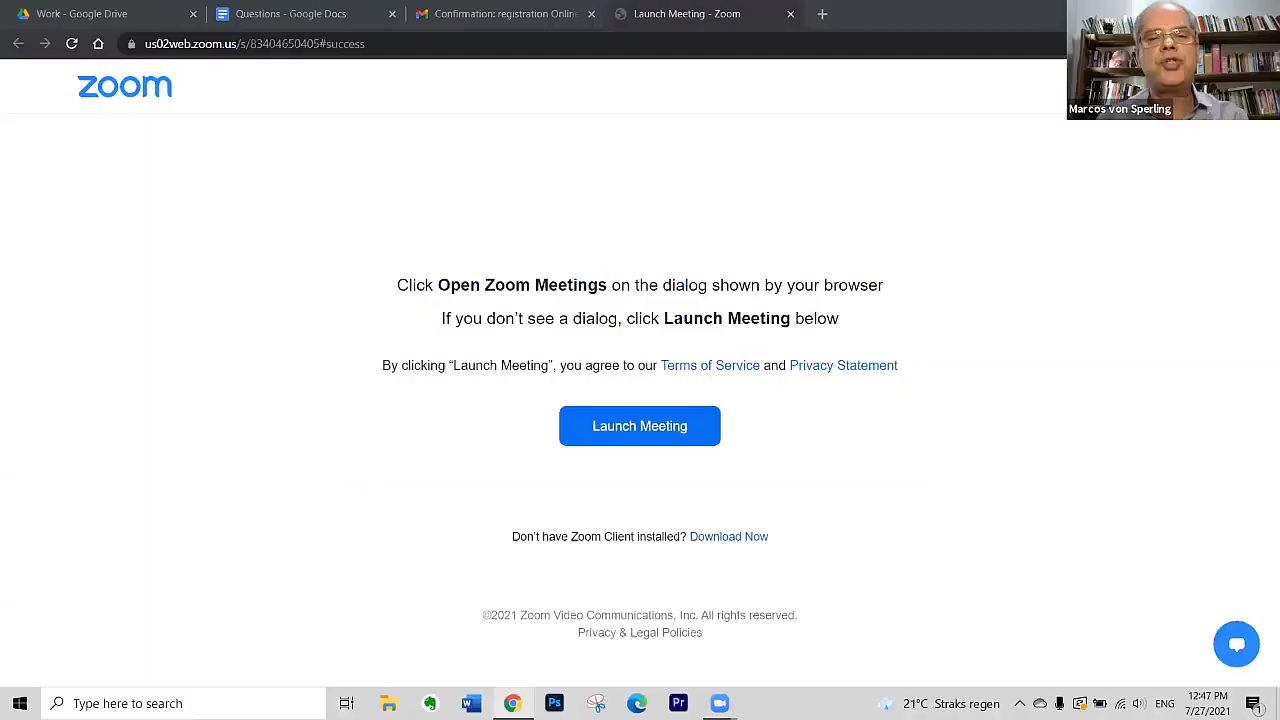 Work - Google Drive
Questions - Google Docs
Confirmation: registration Online
Launch Meeting - Zoom
us02web.zoom.us/s/83404650405#success
zoom
Marcos von Sperling
Click Open Zoom Meetings on the dialog shown by your browser
If you don't see a dialog, click Launch Meeting below
By clicking “Launch Meeting”, you agree to our Terms of Service and Privacy Statement
Launch Meeting
Don't have Zoom Client installed? Download Now
©2021 Zoom Video Communications, Inc. All rights reserved.
Privacy & Legal Policies
Type here to search
W
Ps
Pr
21°C Straks regen
ENG
12:47 PM
7/27/2021
1